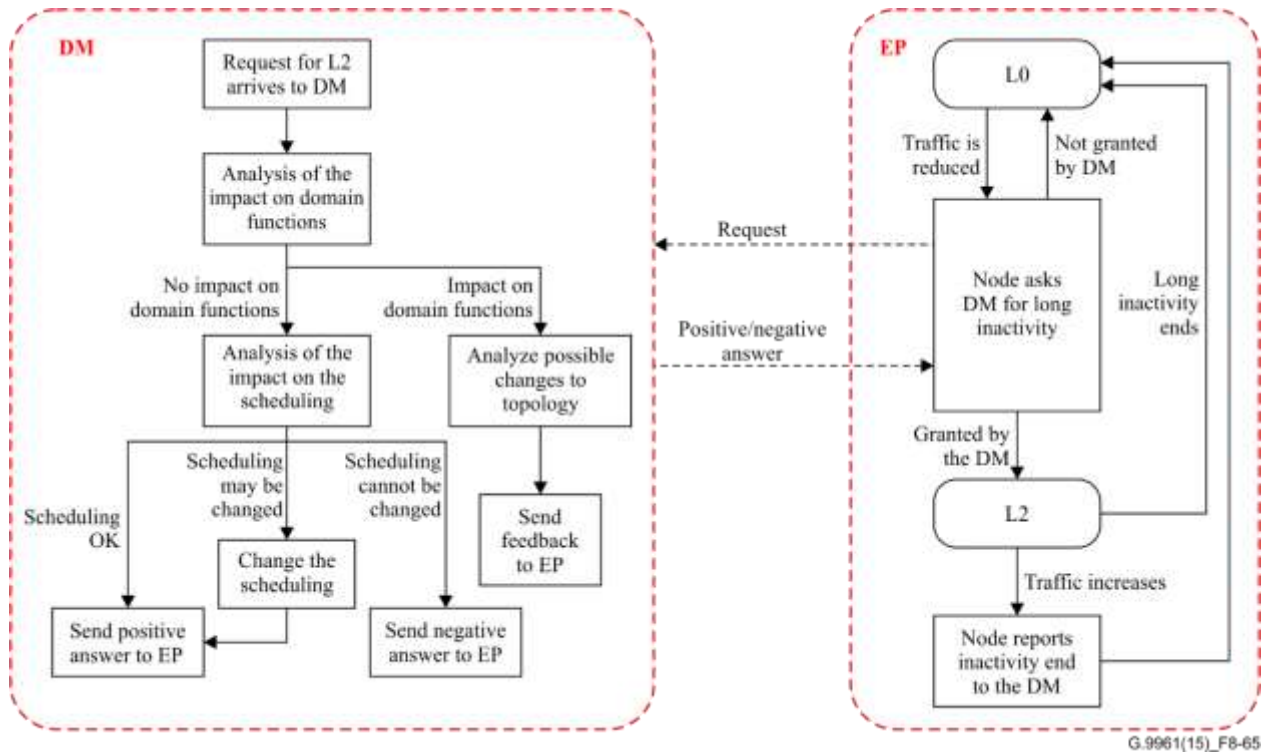 DM
Request for L2
arrives to DM
Analysis of the
impact on domain
functions
No impact on
domain functions
Impact on
domain functions
Analysis of the
impact on the
scheduling
Analyze possible
changes to
topology
Scheduling
OK
Scheduling
may be
changed
Scheduling
cannot be
changed
Change the
scheduling
Send
feedback
to EP
Send positive
answer to EP
Send negative
answer to EP
Request
Positive/negative
answer
EP
L0
Traffic is
reduced
Not granted
by DM
Node asks
DM for long
inactivity
Long
inactivity
ends
Granted by
the DM
L2
Traffic increases
Node reports
inactivity end
to the DM
G.9961(15)_F8-65